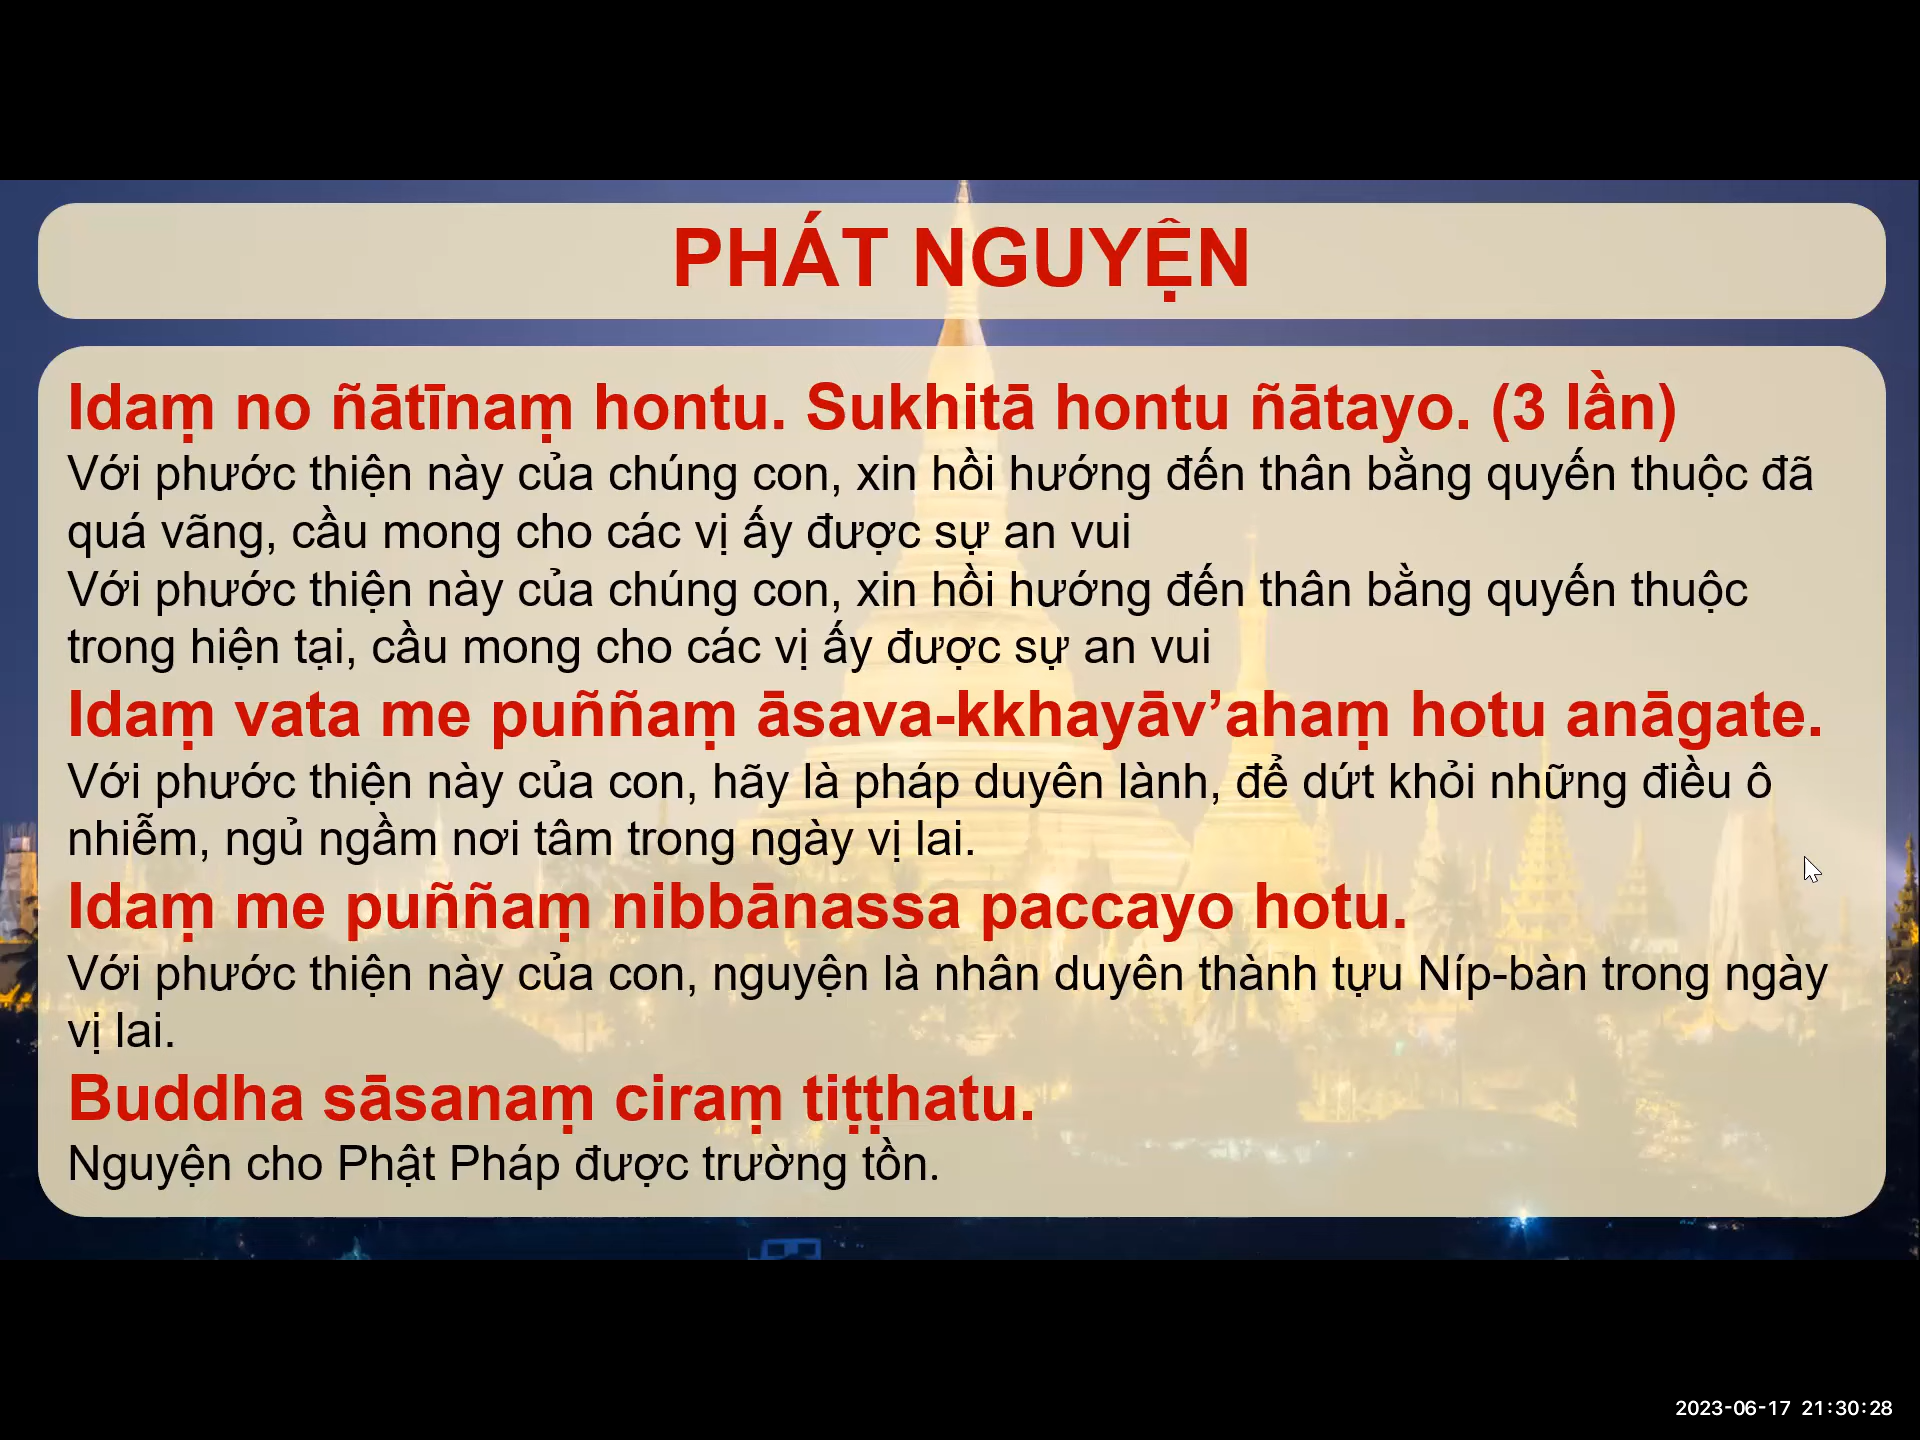 PHÁT NGUYỆN
Idaṃ no ñātīnaṃ hontu. Sukhitā hontu ñātayo. (3 lần)
Với phước thiện này của chúng con, xin hồi hướng đến thân bằng quyến thuộc đã
quá vãng, cầu mong cho các vị ấy được sự an vui
Với phước thiện này của chúng con, xin hồi hướng đến thân bằng quyến thuộc
trong hiện tại, cầu mong cho các vị ấy được sự an vui
Idaṃ vata me puññaṃ āsava-kkhayāv’ahaṃ hotu anāgate.
Với phước thiện này của con, hãy là pháp duyên lành, để dứt khỏi những điều ô
nhiễm, ngủ ngầm nơi tâm trong ngày vị lai.
Idaṃ me puññaṃ nibbānassa paccayo hotu.
Với phước thiện này của con, nguyện là nhân duyên thành tựu Níp-bàn trong ngày
vị lai.
Buddha sāsanaṃ ciraṃ tiṭṭhatu.
Nguyện cho Phật Pháp được trường tồn.
2023-06-17 21:30:28